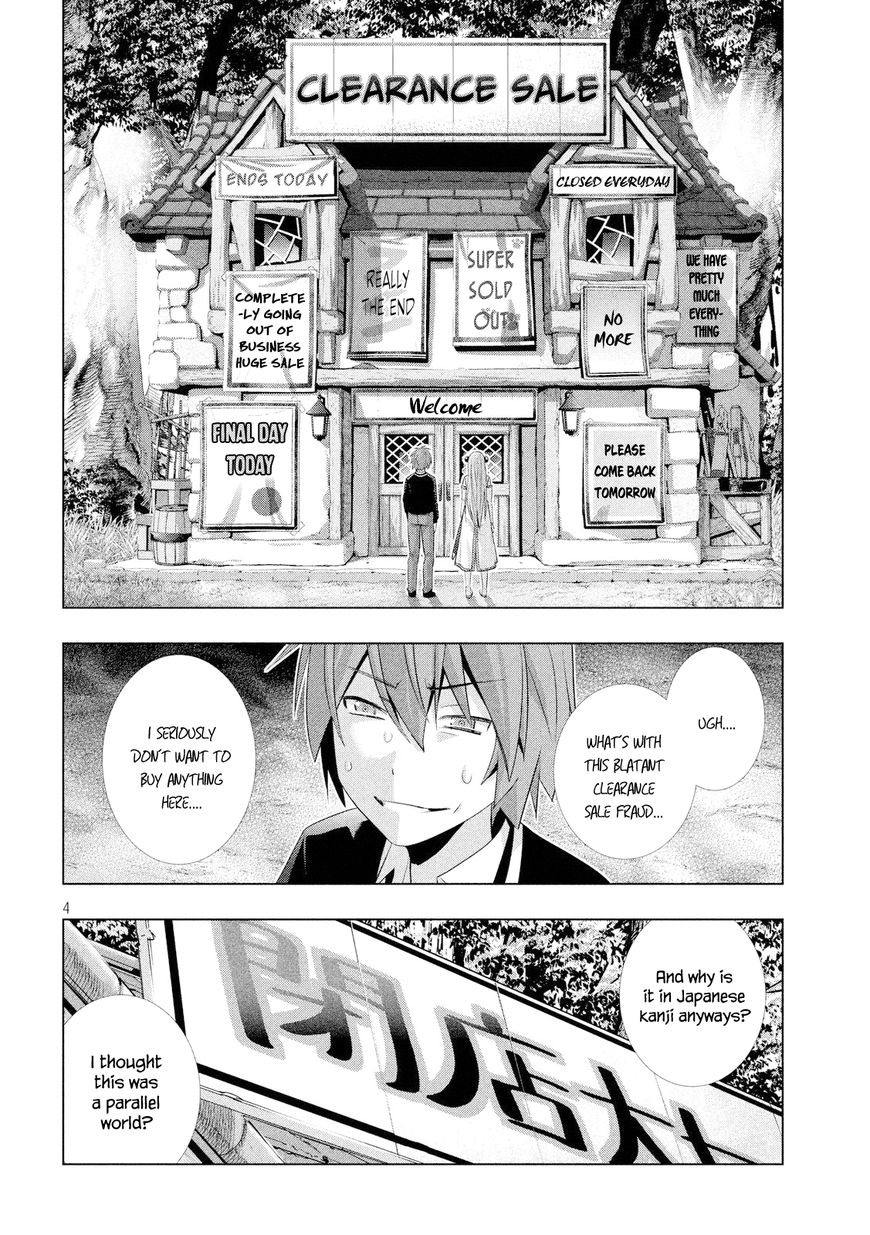 CLEARANCE SALE
ENDS TODAY
CLOSED EVERYDAY
COMPLETE
-LY GOING
OUT OF
BUSINESS
HUGE SALE
REALLY
THE END
SUPER
SOLD
OUT
NO
MORE
WE HAVE
PRETTY
MUCH
EVERY-
THING
Welcome
FINAL DAY
TODAY
PLEASE
COME BACK
TOMORROW
UGH....
WHAT'S WITH
THIS BLATANT
CLEARANCE
SALE FRAUD...
I SERIOUSLY
DON'T WANT TO
BUY ANYTHING
HERE....
4
And why is
it in Japanese
kanji anyways?
閉店大
I thought
this was
a parallel
world?